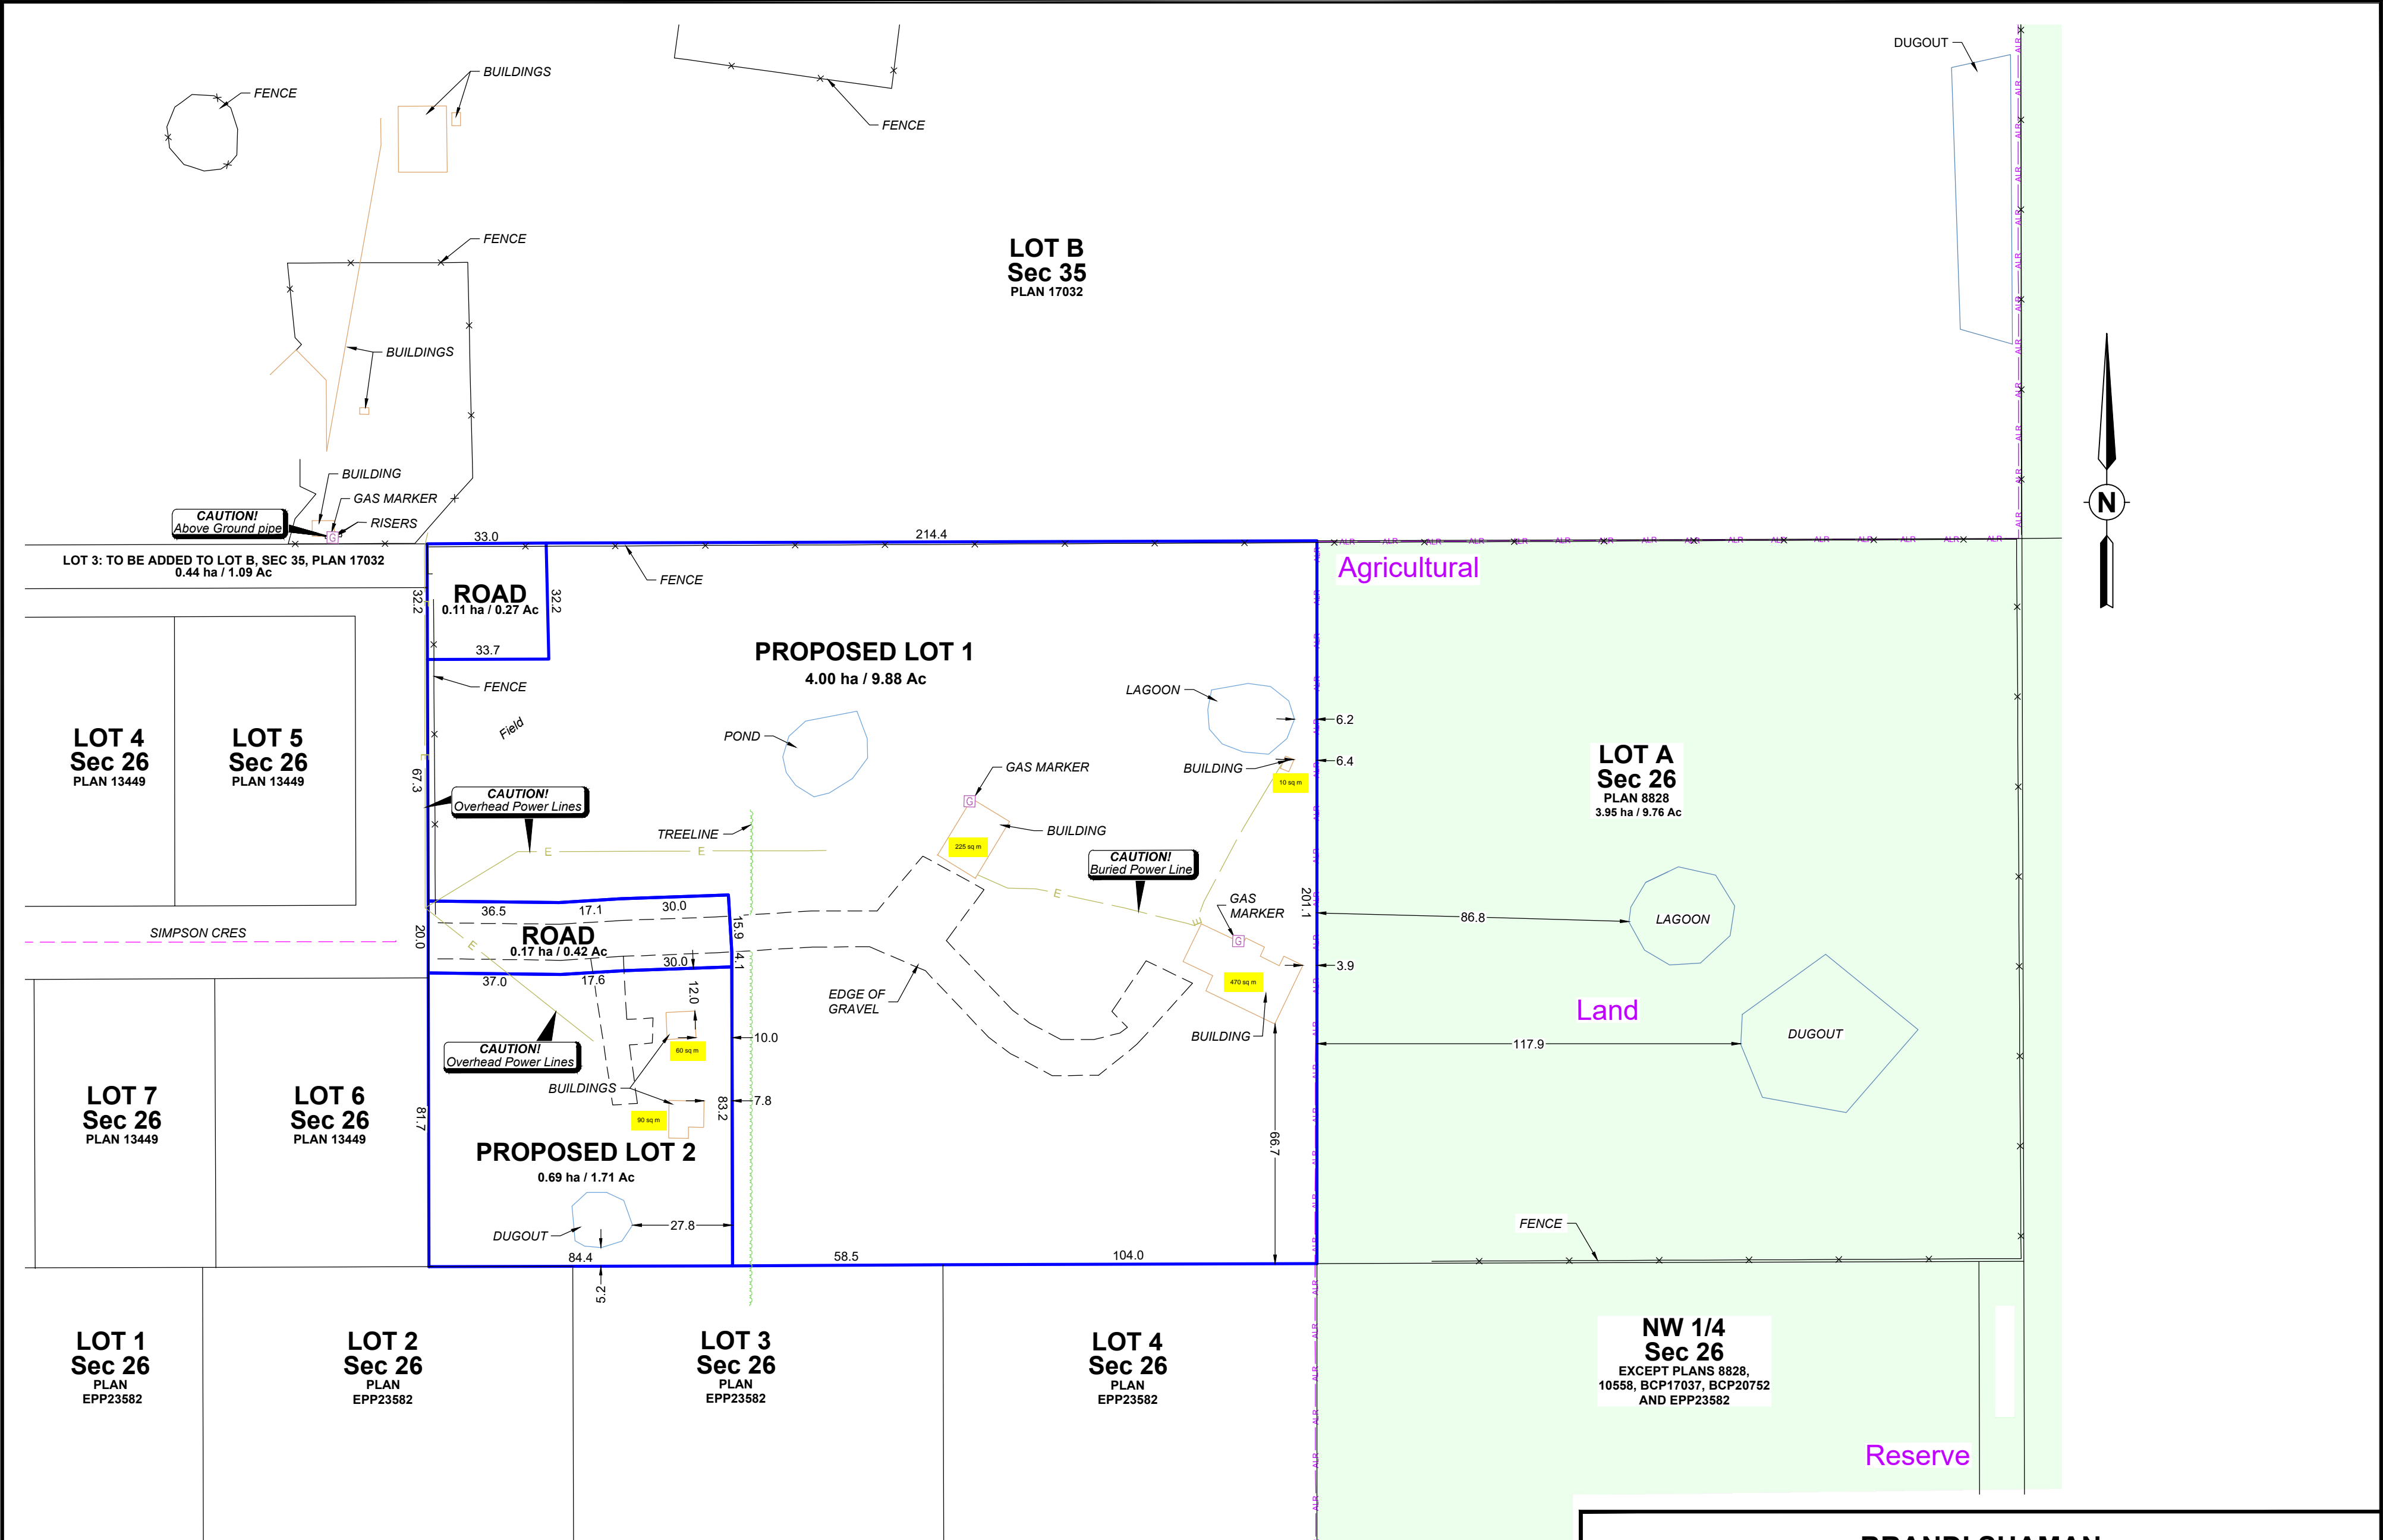 DUGOUT
BUILDINGS
FENCE
FENCE
FENCE
LOT B
Sec 35
PLAN 17032
BUILDINGS
BUILDING
GAS MARKER
RISERS
CAUTION!
Above Ground pipe
G
N
33.0
214.4
LOT 3: TO BE ADDED TO LOT B, SEC 35, PLAN 17032
0.44 ha / 1.09 Ac
FENCE
ROAD
0.11 ha / 0.27 Ac
32.2
32.2
33.7
Agricultural
PROPOSED LOT 1
4.00 ha / 9.88 Ac
FENCE
Field
LAGOON
6.2
POND
BUILDING
6.4
10 sq m
GAS MARKER
G
LOT 4
Sec 26
PLAN 13449
LOT 5
Sec 26
PLAN 13449
67.3
CAUTION!
Overhead Power Lines
TREELINE
BUILDING
225 sq m
LOT A
Sec 26
PLAN 8828
3.95 ha / 9.76 Ac
E
E
CAUTION!
Buried Power Line
E
E
GAS
MARKER
G
201.1
36.5
17.1
30.0
15.9
86.8
LAGOON
SIMPSON CRES
20.0
E
ROAD
0.17 ha / 0.42 Ac
30.0
4.1
3.9
37.0
17.6
12.0
470 sq m
EDGE OF
GRAVEL
Land
BUILDING
117.9
DUGOUT
10.0
60 sq m
CAUTION!
Overhead Power Lines
BUILDINGS
7.8
83.2
90 sq m
LOT 7
Sec 26
PLAN 13449
LOT 6
Sec 26
PLAN 13449
81.7
66.7
PROPOSED LOT 2
0.69 ha / 1.71 Ac
DUGOUT
27.8
FENCE
84.4
58.5
104.0
5.2
LOT 1
Sec 26
PLAN
EPP23582
LOT 2
Sec 26
PLAN
EPP23582
LOT 3
Sec 26
PLAN
EPP23582
LOT 4
Sec 26
PLAN
EPP23582
NW 1/4
Sec 26
EXCEPT PLANS 8828,
10558, BCP17037, BCP20752
AND EPP23582
Reserve
ALR